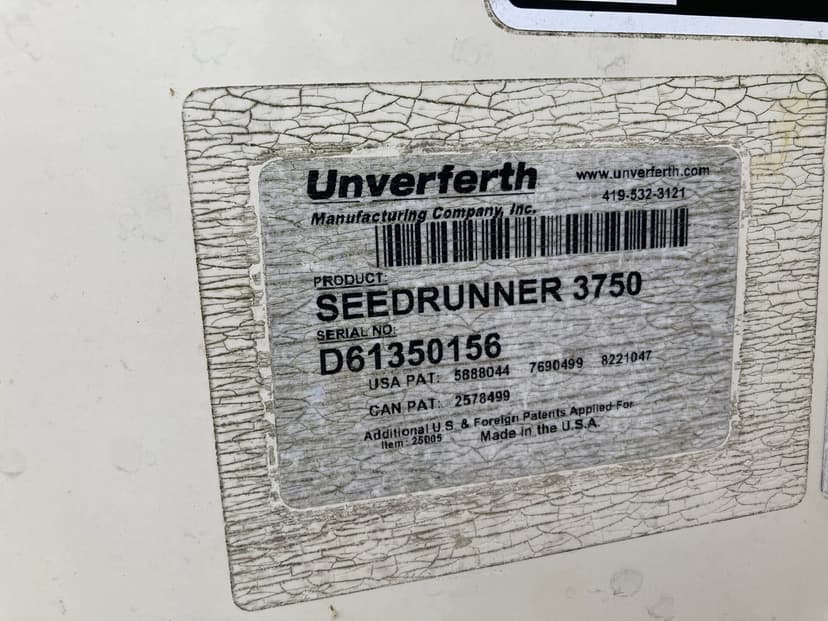 Unverferth
www.unverferth.com
Manufacturing Company, Inc.
419-532-3121
PRODUCT:
SEEDRUNNER 3750
SERIAL NO:
D61350156
USA PAT: 5888044 7690499 8221047
CAN PAT: 2578499
Additional U.S. & Foreign Patents Applied For
Item: 25005 Made in the U.S.A.